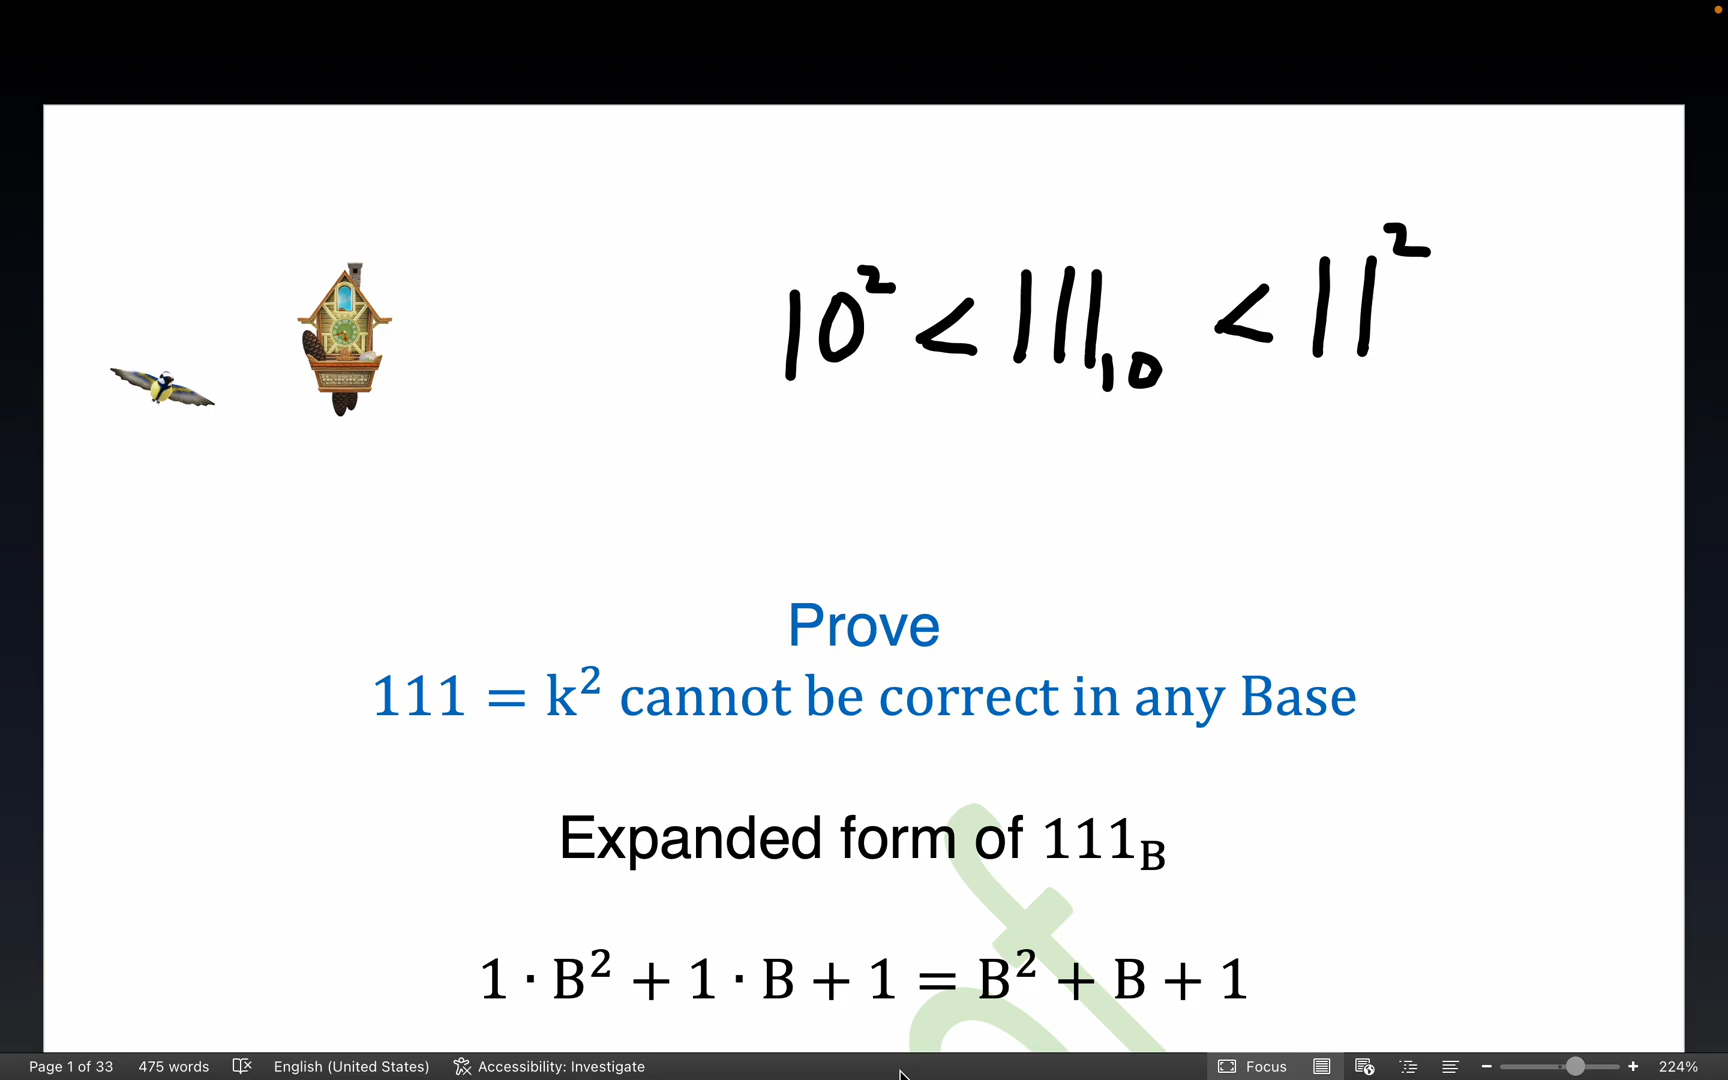 10² < 111₁₀ < 11²
Prove
111 = k² cannot be correct in any Base
Expanded form of 111_B
1 · B² + 1 · B + 1 = B² + B + 1
of
Page 1 of 33 475 words English (United States) Accessibility: Investigate Focus 224%